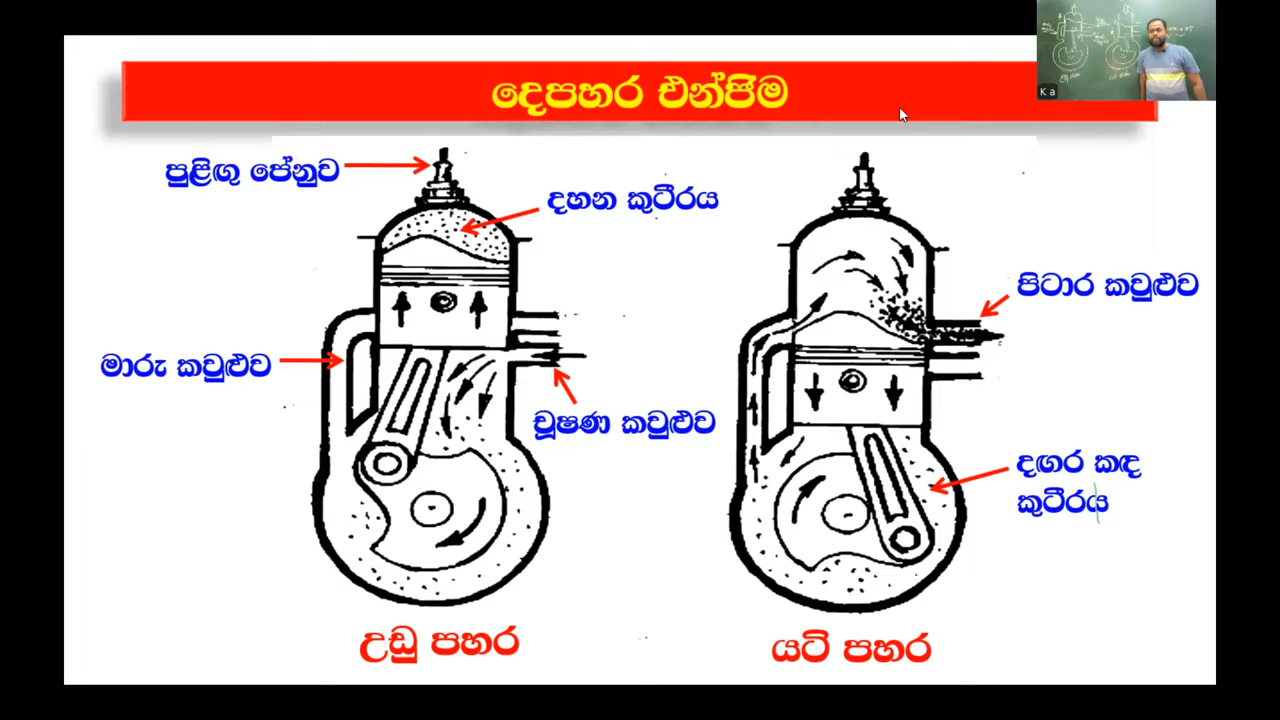 දෙපහර එන්ජිම
K a
පුළිඟු පේනුව
දහන කුටීරය
පිටාර කවුළුව
මාරු කවුළුව
චූෂණ කවුළුව
දඟර කඳ
කුටීරය
උඩු පහර
යටි පහර